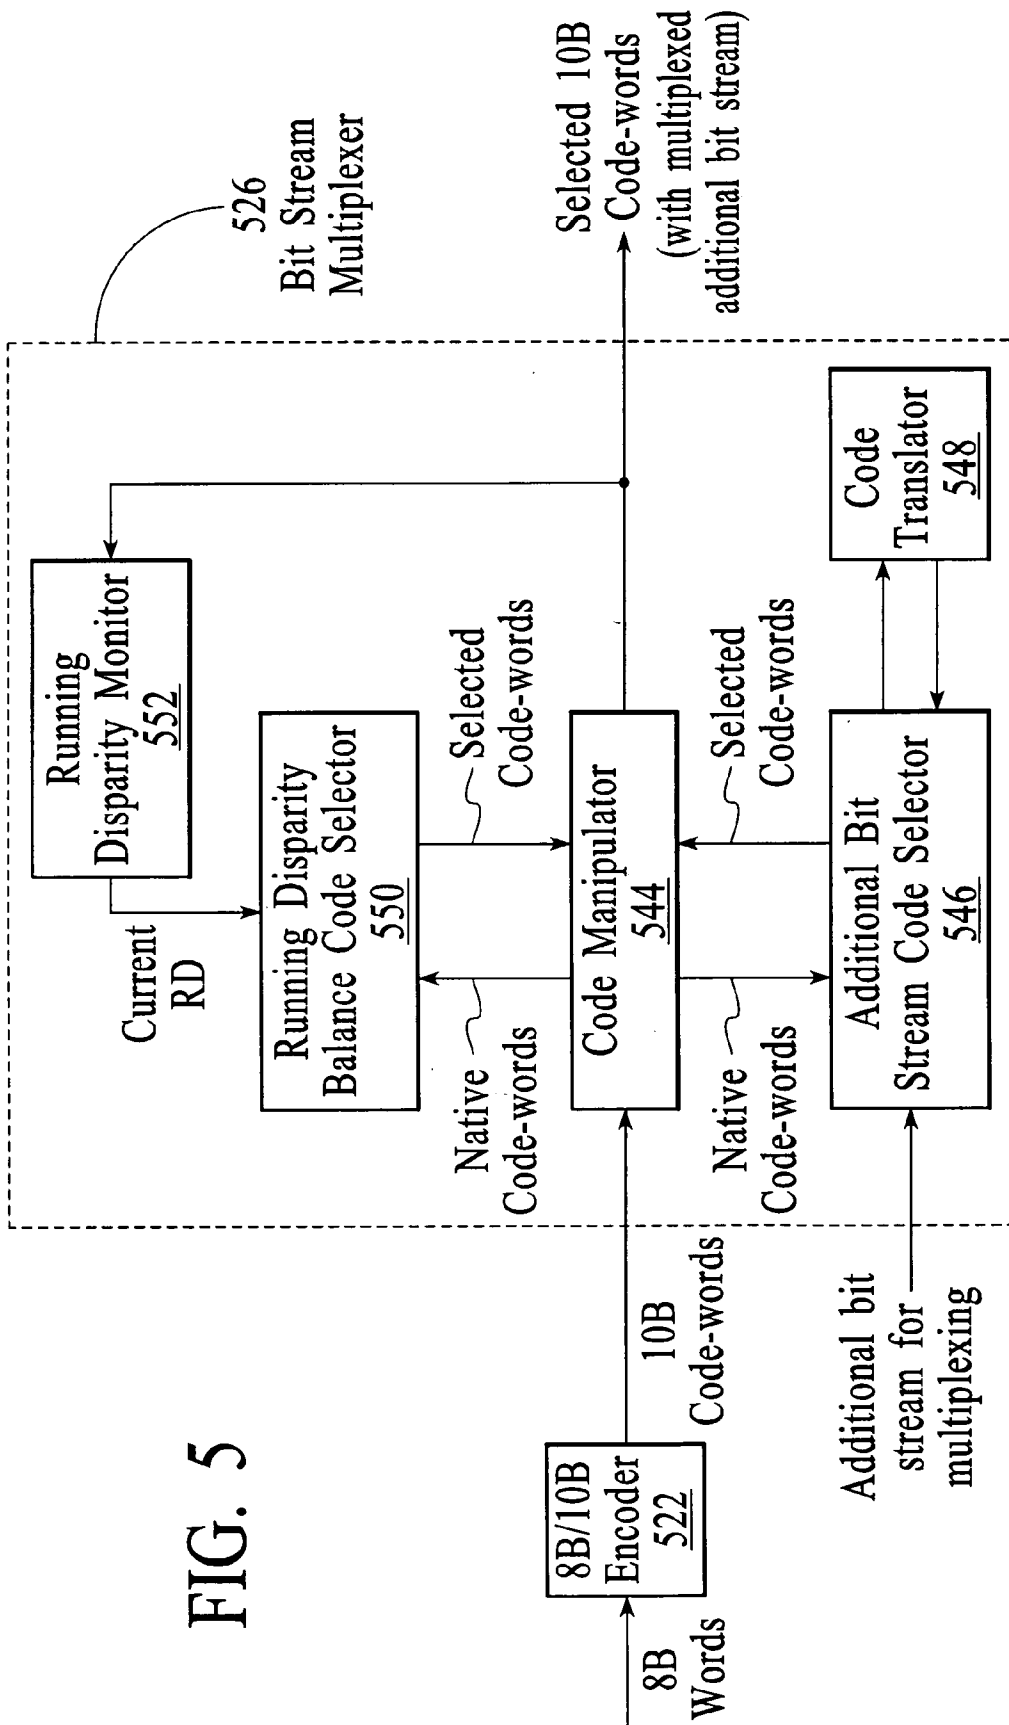 FIG. 5
8B
Words
8B/10B
Encoder
522
10B
Code-words
Additional bit
stream for
multiplexing
526
Bit Stream
Multiplexer
Running
Disparity Monitor
552
Current
RD
Running Disparity
Balance Code Selector
550
Native
Code-words
Selected
Code-words
Code Manipulator
544
Native
Code-words
Selected
Code-words
Additional Bit
Stream Code Selector
546
Code
Translator
548
Selected 10B
Code-words
(with multiplexed
additional bit stream)